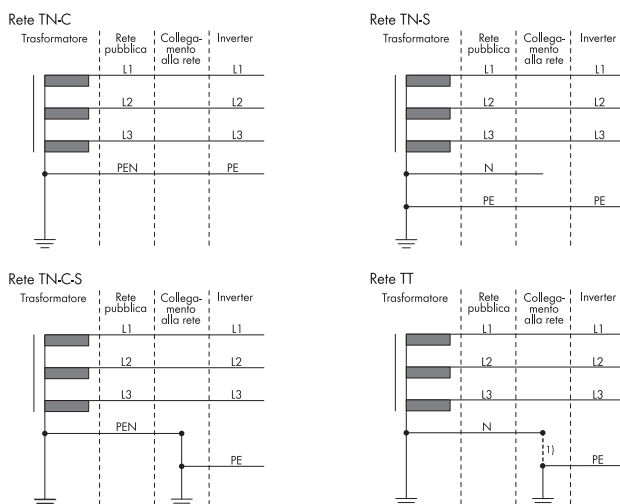 Rete TN-C
Trasformatore
Rete
pubblica
Collega-
mento
alla rete
Inverter
L1
L1
L2
L2
L3
L3
PEN
PE
Rete TN-S
Trasformatore
Rete
pubblica
Collega-
mento
alla rete
Inverter
L1
L1
L2
L2
L3
L3
N
PE
PE
Rete TN-C-S
Trasformatore
Rete
pubblica
Collega-
mento
alla rete
Inverter
L1
L1
L2
L2
L3
L3
PEN
PE
Rete TT
Trasformatore
Rete
pubblica
Collega-
mento
alla rete
Inverter
L1
L1
L2
L2
L3
L3
N
1)
PE